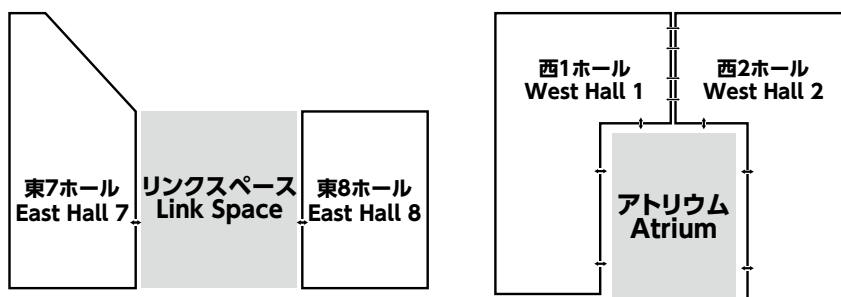 東7ホール
East Hall 7
リンクスペース
Link Space
東8ホール
East Hall 8
西1ホール
West Hall 1
西2ホール
West Hall 2
アトリウム
Atrium